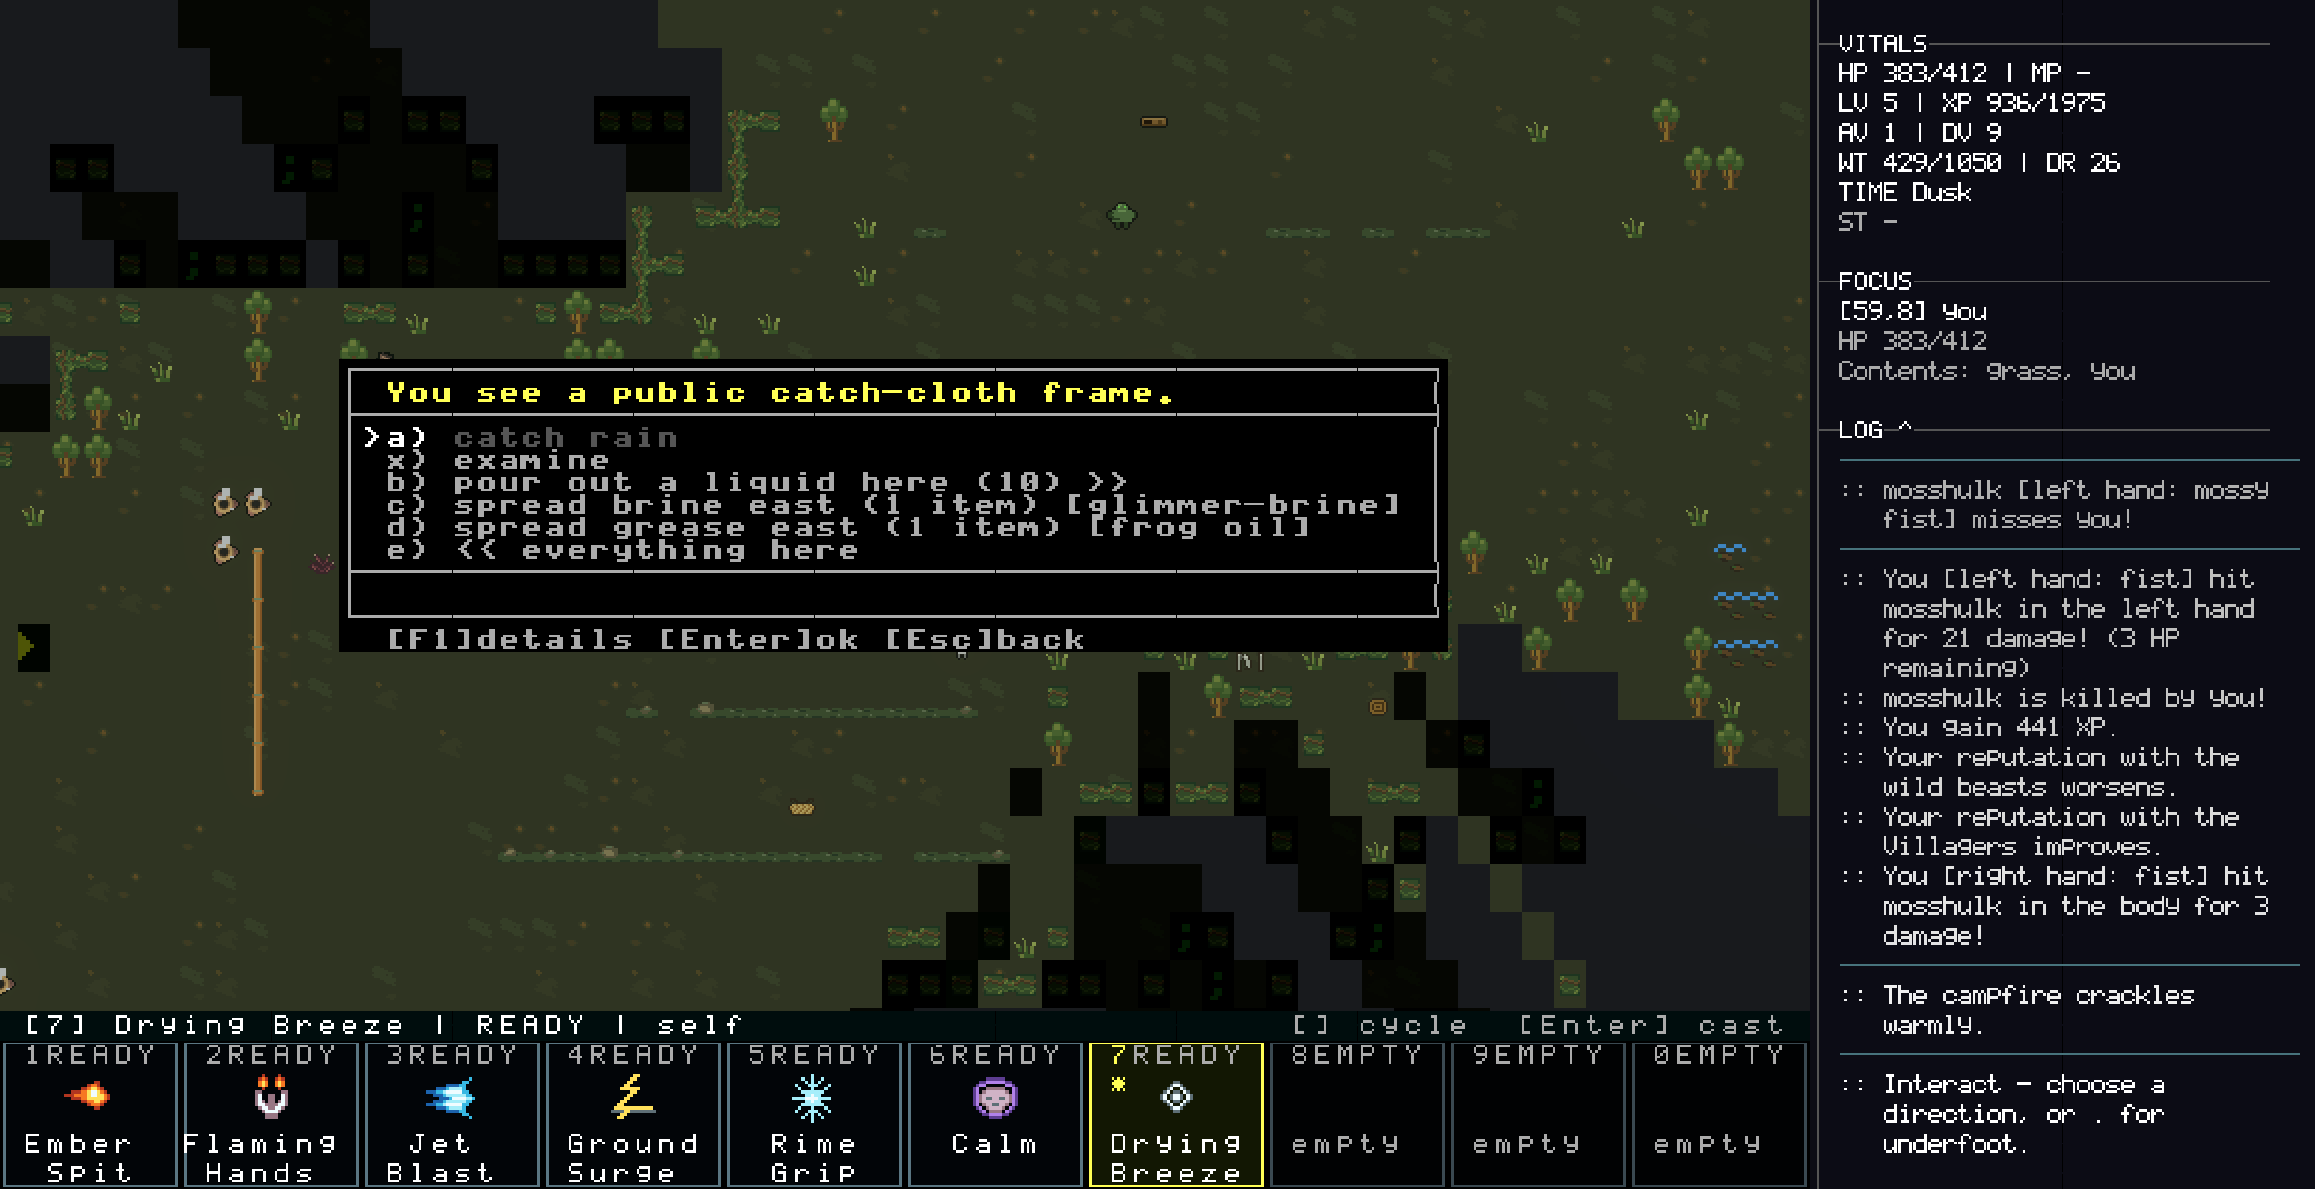 VITALS
HP 383/412 | MP -
LV 5 | XP 936/1975
AV 1 | DV 9
WT 429/1050 | DR 26
TIME Dusk
ST -
FOCUS
[59,8] You
HP 383/412
Contents: grass, You
LOG ^
:: mosshulk [left hand: mossy
fist] misses You!
:: You [left hand: fist] hit
mosshulk in the left hand
for 21 damage! (3 HP
remaining)
:: mosshulk is killed by You!
:: You gain 441 XP.
:: Your reputation with the
wild beasts worsens.
:: Your reputation with the
Villagers improves.
:: You [right hand: fist] hit
mosshulk in the body for 3
damage!
:: The campfire crackles
warmly.
:: Interact - choose a
direction, or . for
underfoot.
You see a public catch-cloth frame.
>a) catch rain
x) examine
b) pour out a liquid here (10) >>
c) spread brine east (1 item) [glimmer-brine]
d) spread grease east (1 item) [frog oil]
e) << everything here
[F1]details [Enter]ok [Esc]back
[7] Drying Breeze | READY | self
[] cycle [Enter] cast
1READY 2READY 3READY 4READY 5READY 6READY 7READY 8EMPTY 9EMPTY 0EMPTY
Ember Flaming Jet Ground Rime Calm Drying empty empty empty
Spit Hands Blast Surge Grip Breeze